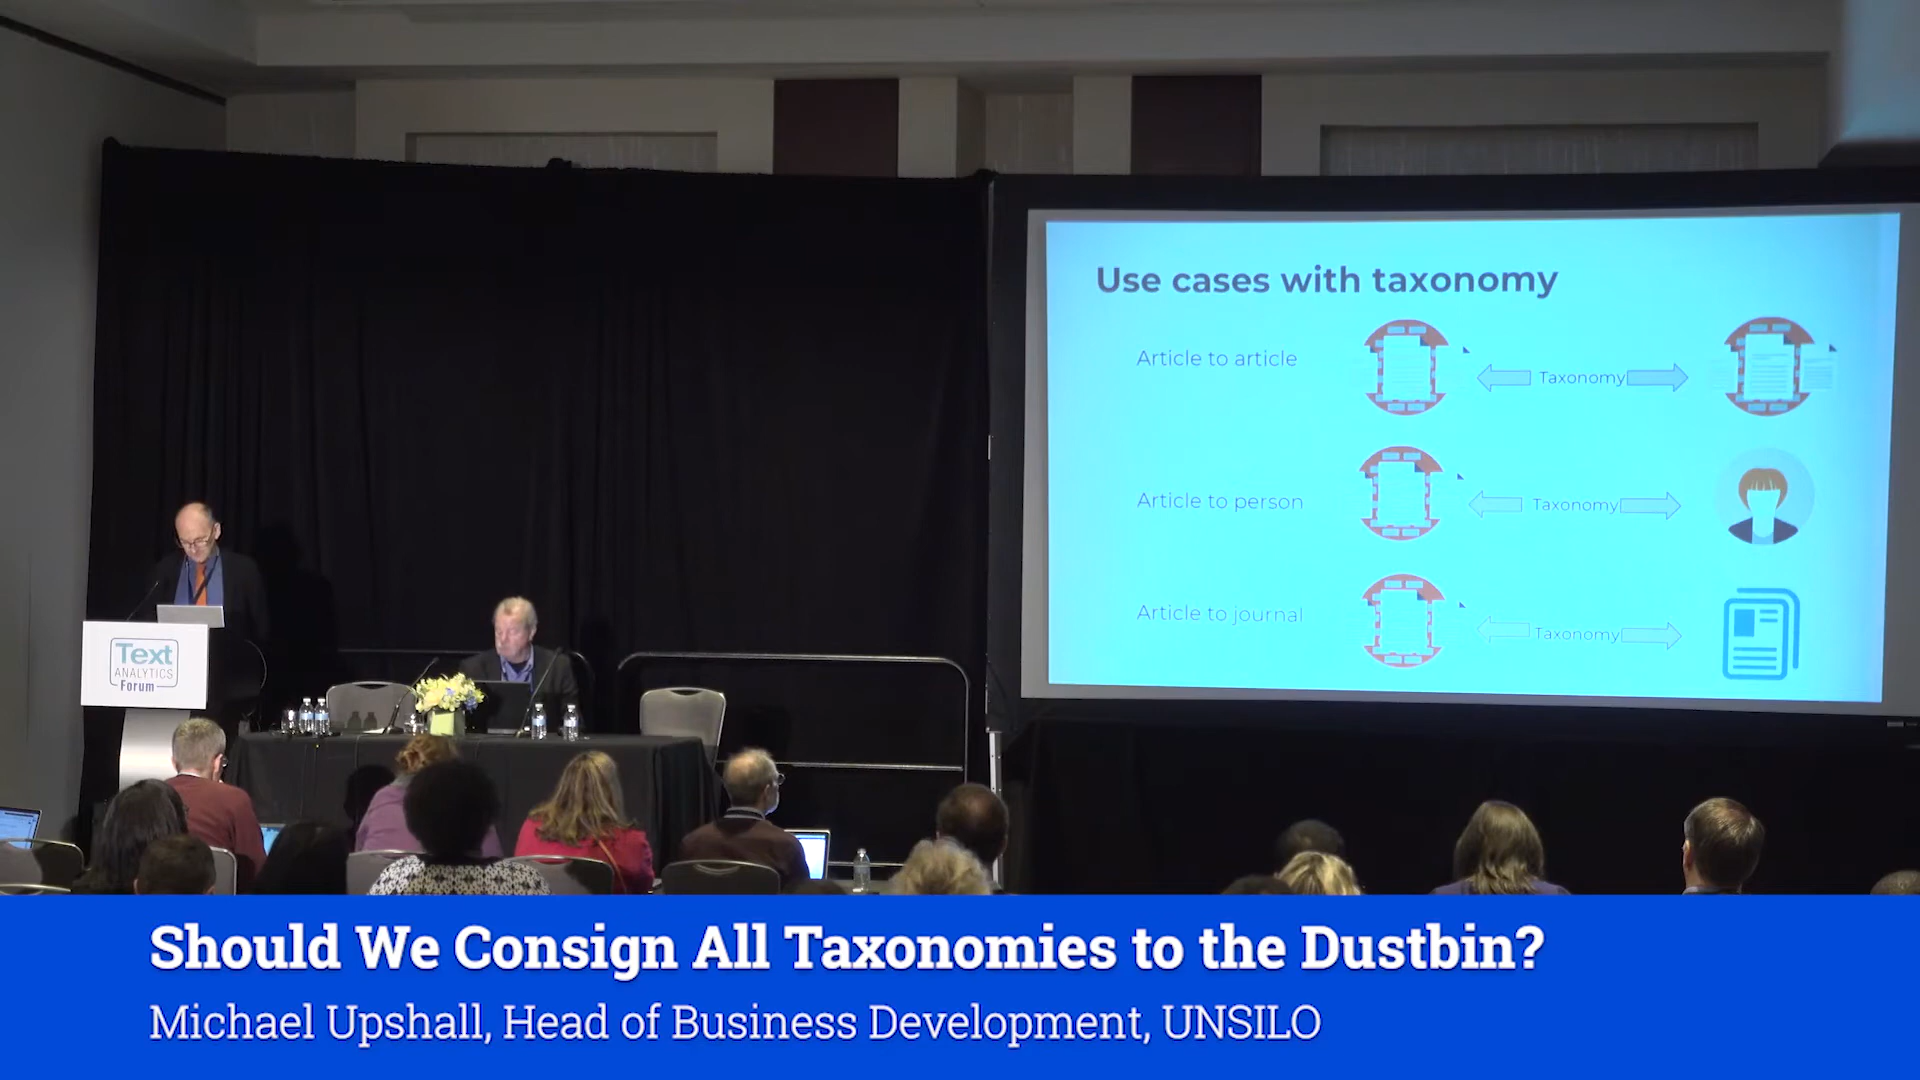 Use cases with taxonomy
Article to article
Taxonomy
Article to person
Taxonomy
Article to journal
Taxonomy
Text
ANALYTICS
Forum
Should We Consign All Taxonomies to the Dustbin?
Michael Upshall, Head of Business Development, UNSILO